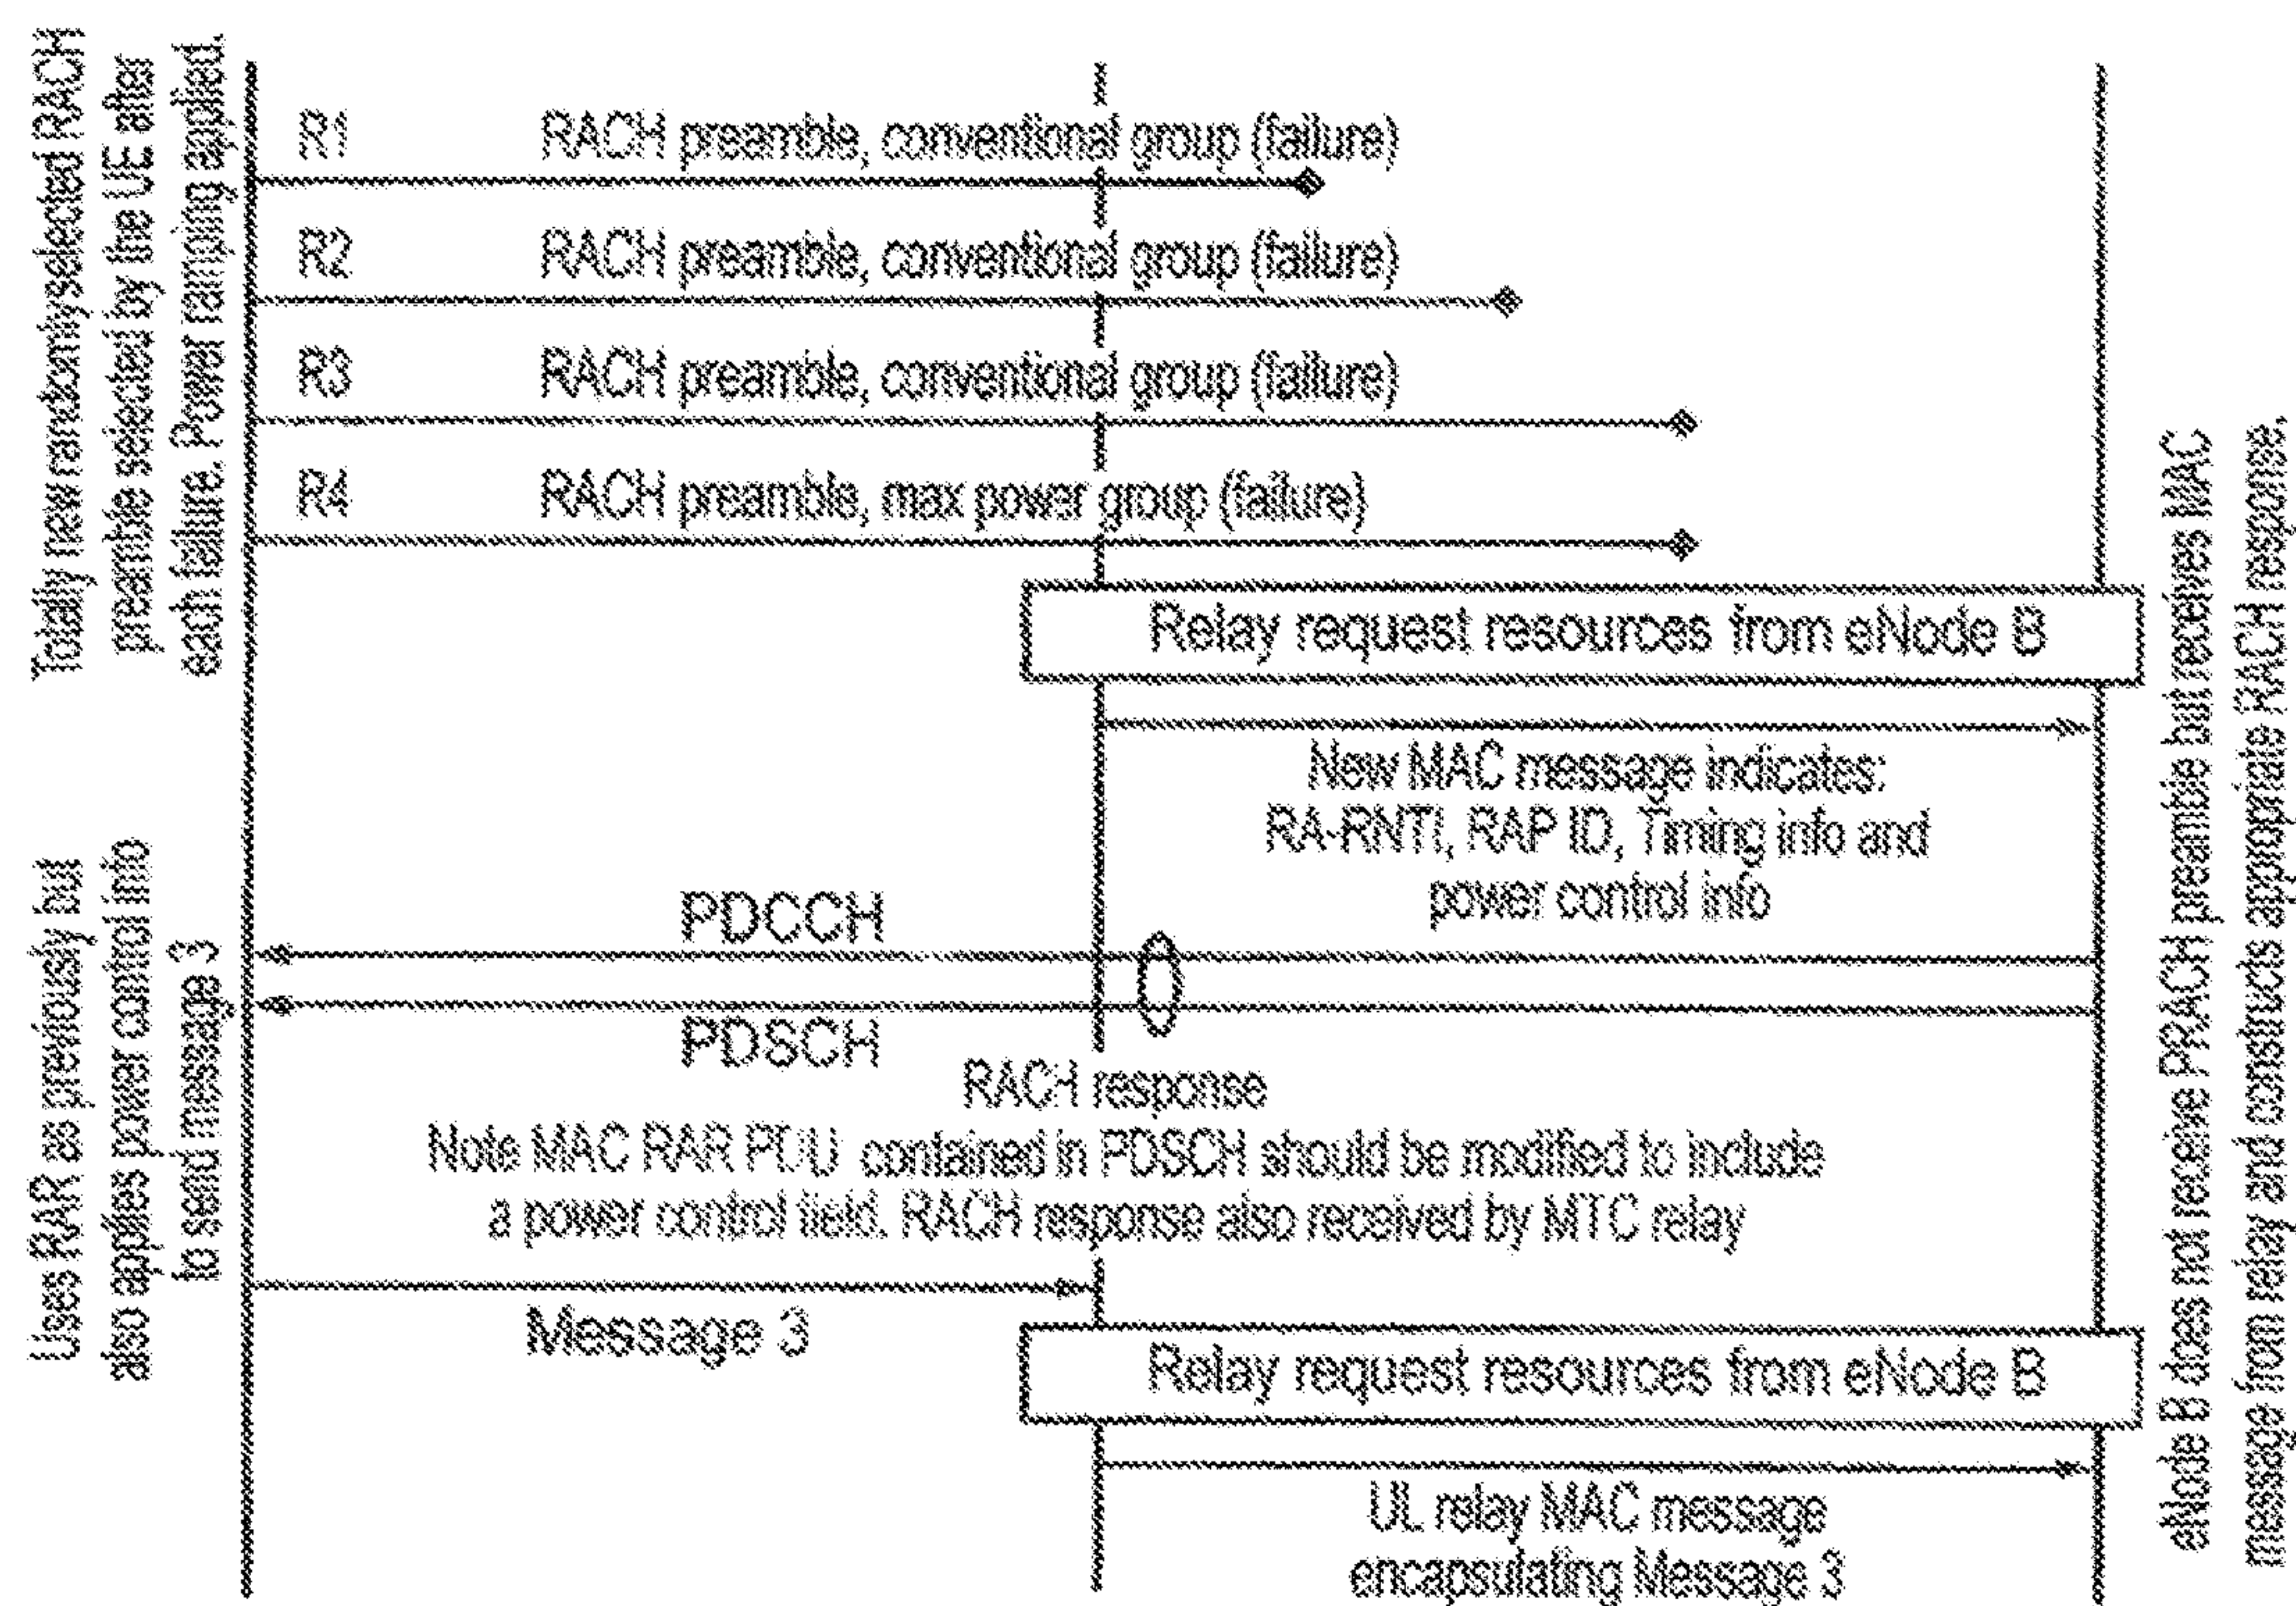 Totally new randomlyselected RACH
preamble selected by the UE after
each failure. Power ramping applied.
R1 RACH preamble, conventional group (failure)
R2 RACH preamble, conventional group (failure)
R3 RACH preamble, conventional group (failure)
R4 RACH preamble, max power group (failure)
Relay request resources from eNode B
New MAC message indicates:
RA-RNTI, RAP ID, Timing info and
power control info
PDCCH
PDSCH
RACH response
Note MAC RAR PDU contained in PDSCH should be modified to include
a power control field. RACH response also received by MTC relay
Uses RAR as previously but
also applies power control info
to send message 3
Message 3
Relay request resources from eNode B
UL relay MAC message
encapsulating Message 3
eNode B does not receive PRACH preamble but receives MAC
message from relay and constructs appropriate RACH response.